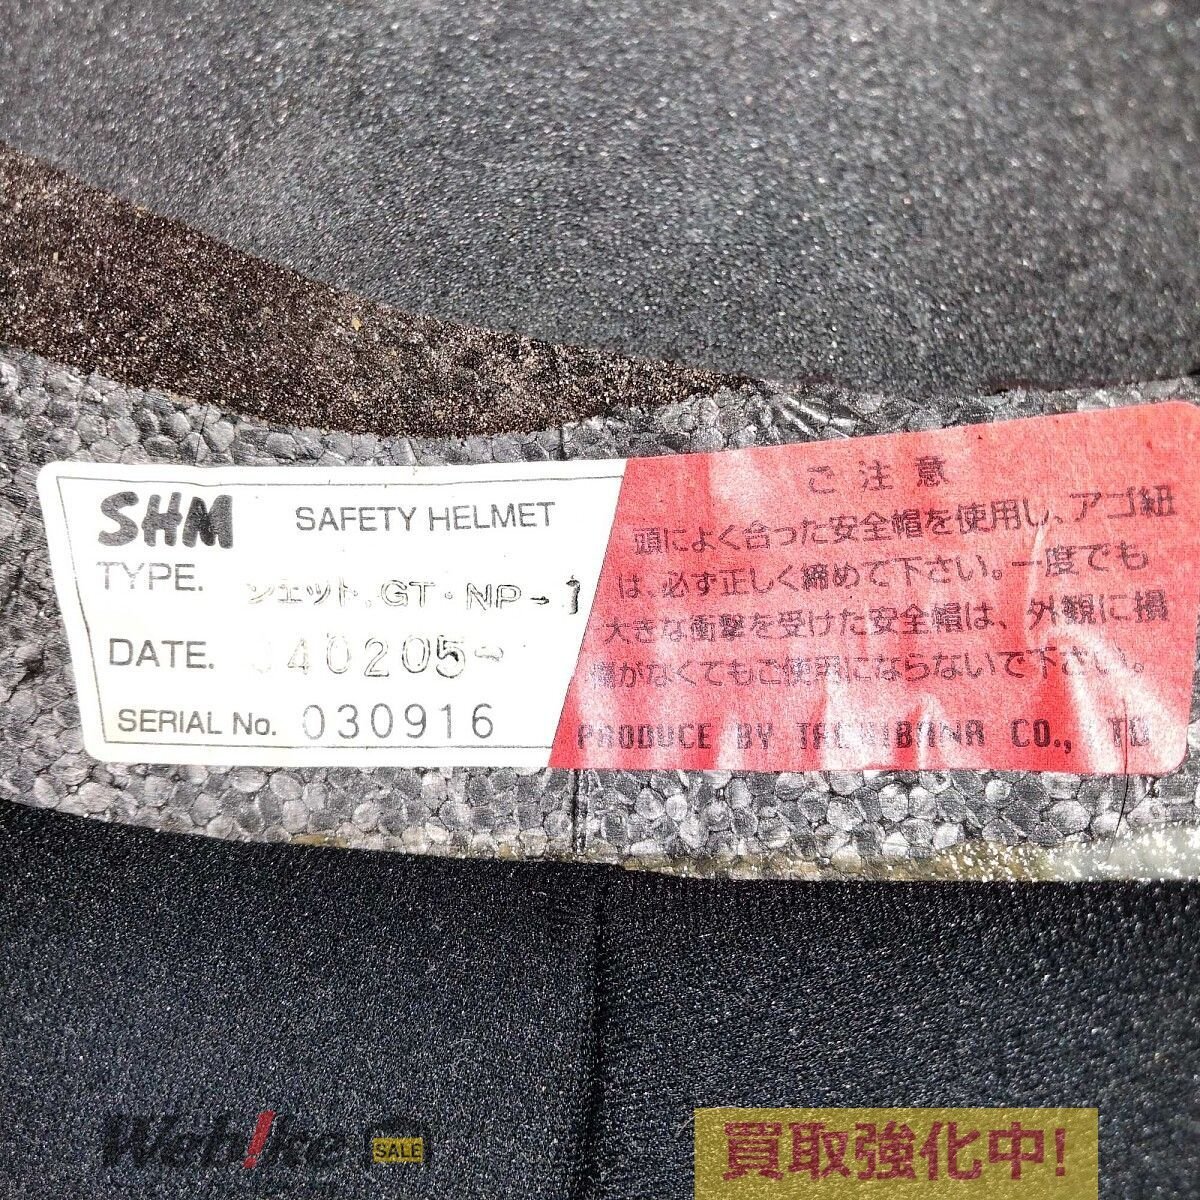 SHM SAFETY HELMET
TYPE. ジェット.GT・NP-1
DATE. 040205-
SERIAL No. 030916
ご注意
頭によく合った安全帽を使用し、アゴ紐
は、必ず正しく締めて下さい。一度でも
大きな衝撃を受けた安全帽は、外観に損
傷がなくてもご使用にならないで下さい。
PRODUCE BY TACHIBANA CO., TD
Web!ke SALE
買取強化中!